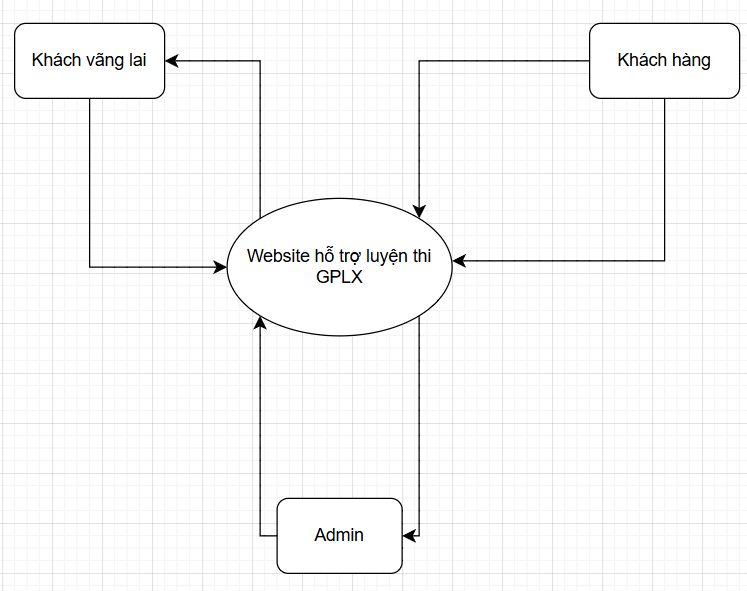 Khách vãng lai
Khách hàng
Website hỗ trợ luyện thi
GPLX
Admin